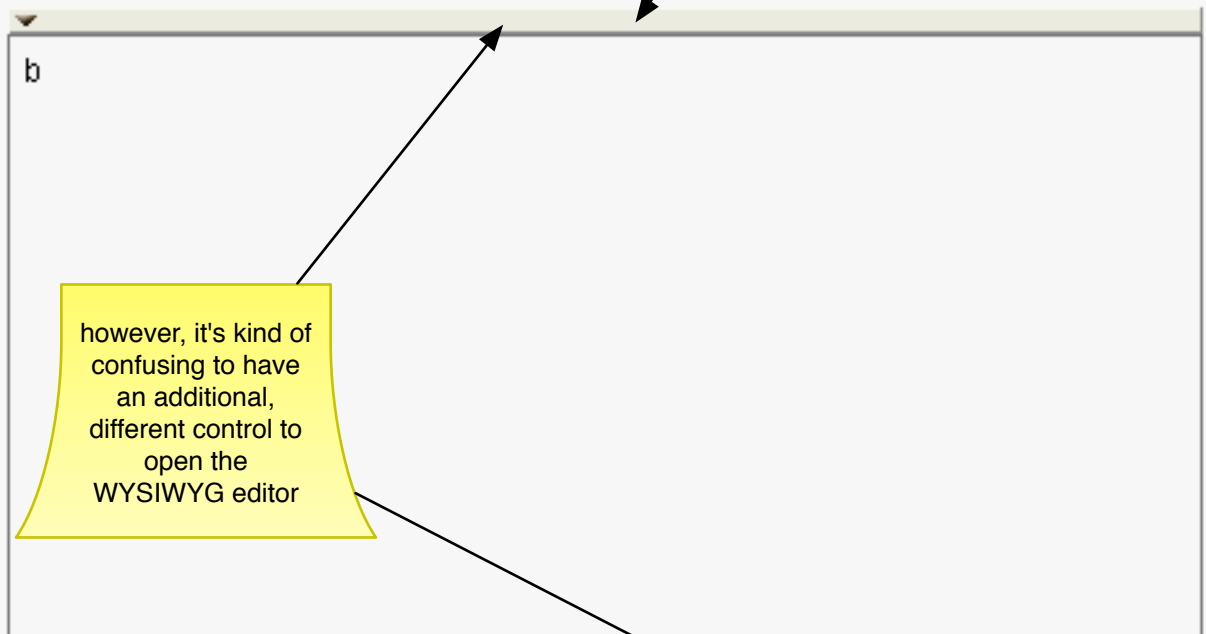 b
however, it's kind of
confusing to have
an additional,
different control to
open the
WYSIWYG editor